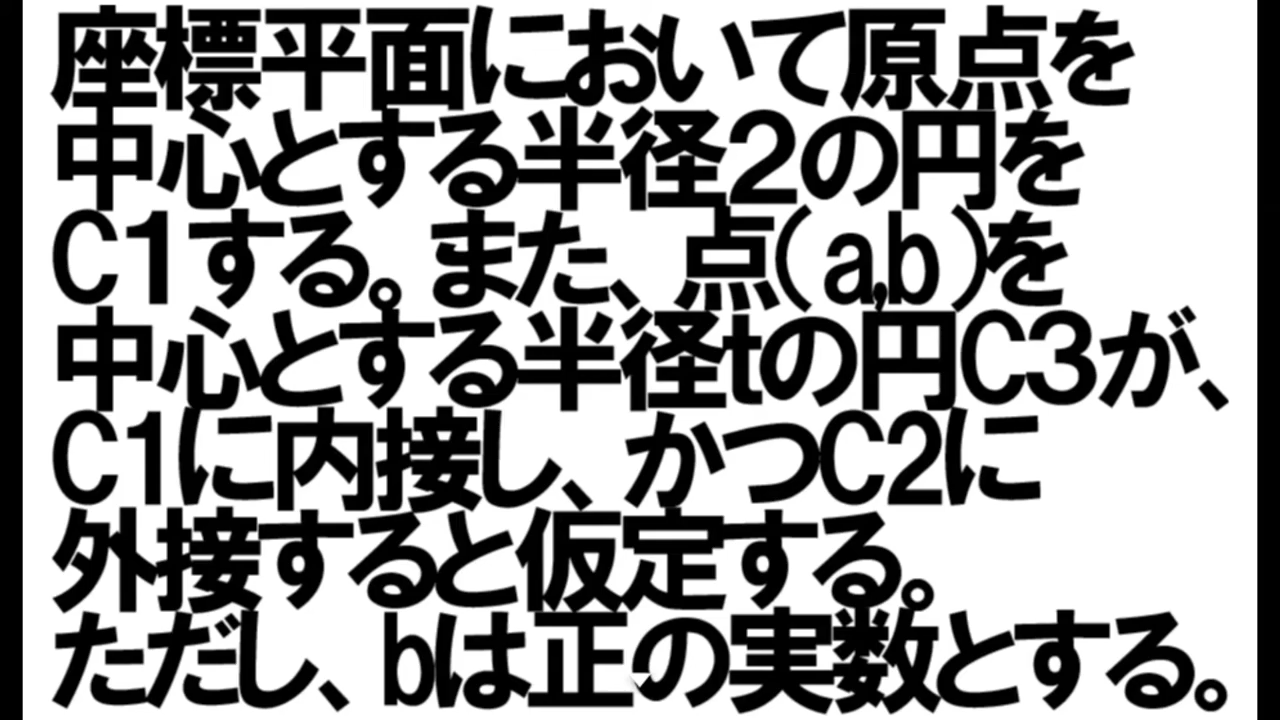 座標平面において原点を
中心とする半径２の円を
C1する。また、点(a,b)を
中心とする半径tの円C3が、
C1に内接し、かつC2に
外接すると仮定する。
ただし、bは正の実数とする。